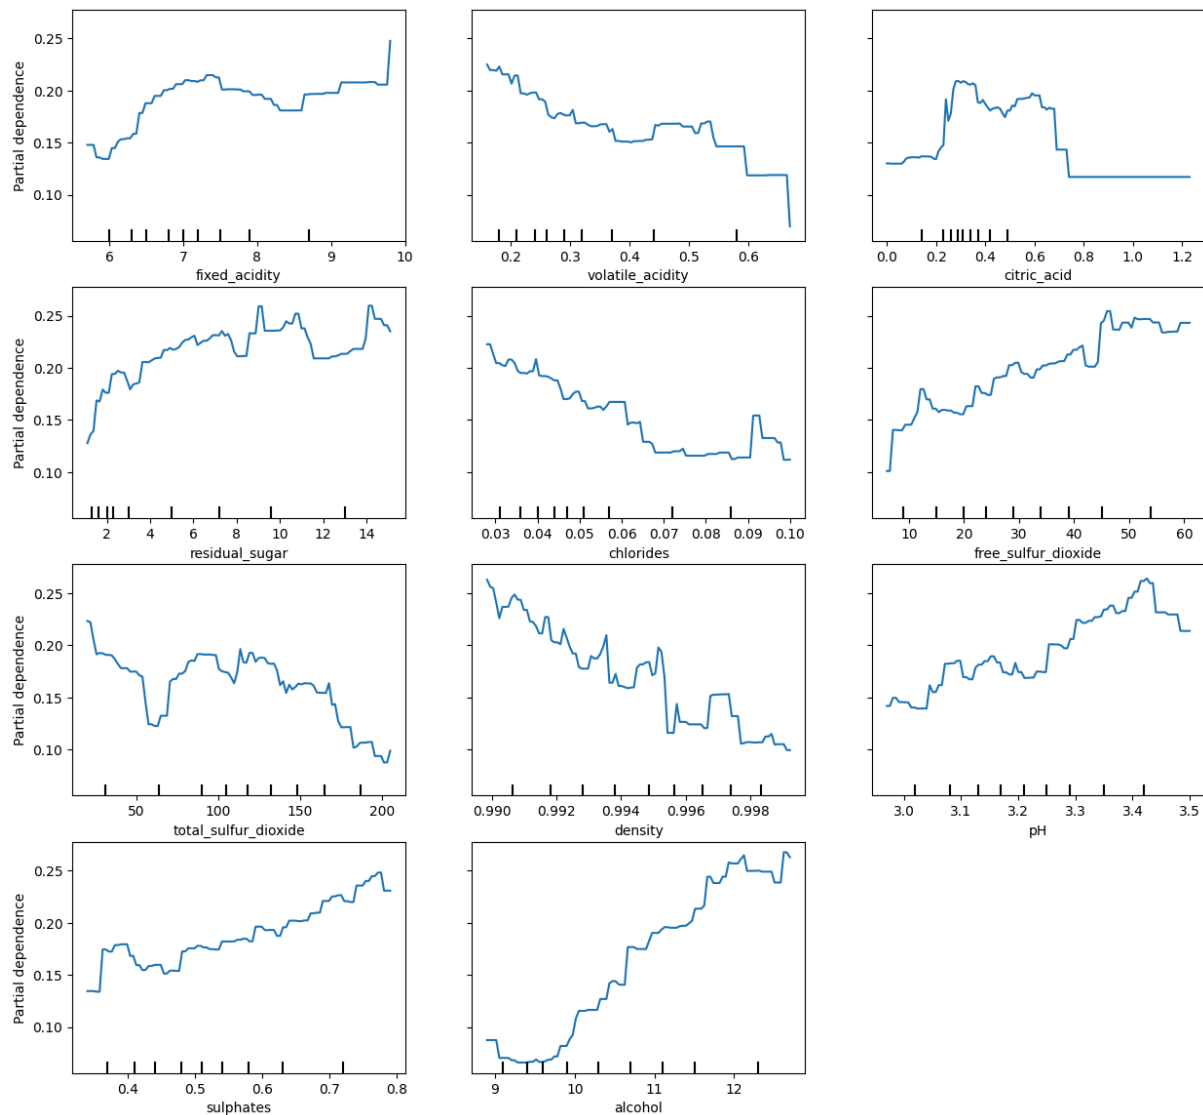 0.25
0.20
0.15
0.10
Partial dependence
6 7 8 9 10
fixed_acidity
0.2 0.3 0.4 0.5 0.6
volatile_acidity
0.0 0.2 0.4 0.6 0.8 1.0 1.2
citric_acid
0.25
0.20
0.15
0.10
Partial dependence
2 4 6 8 10 12 14
residual_sugar
0.03 0.04 0.05 0.06 0.07 0.08 0.09 0.10
chlorides
10 20 30 40 50 60
free_sulfur_dioxide
0.25
0.20
0.15
0.10
Partial dependence
50 100 150 200
total_sulfur_dioxide
0.990 0.992 0.994 0.996 0.998
density
3.0 3.1 3.2 3.3 3.4 3.5
pH
0.25
0.20
0.15
0.10
Partial dependence
0.4 0.5 0.6 0.7 0.8
sulphates
9 10 11 12
alcohol